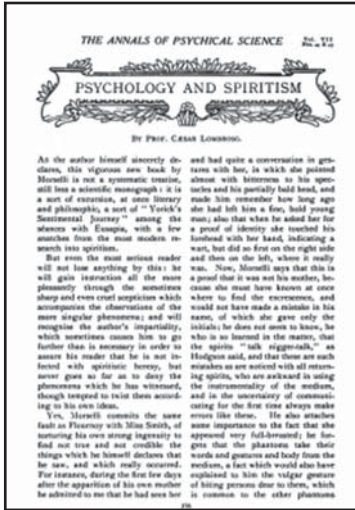 THE ANNALS OF PSYCHICAL SCIENCE
PSYCHOLOGY AND SPIRITISM
BY PROF. CÆSAR LOMBROSO.
As the author himself sincerely de-
clares, this vigorous new book by
Morselli is not a systematic treatise,
still less a scientific monograph: it is
a sort of excursion, at once literary
and philosophic, a sort of "Yorick's
Sentimental Journey" among the
séances with Eusapia, with a few
snatches from the most modern re-
search into spiritism.
But even the most serious reader
will not lose anything by this: he
will gain instruction all the more
pleasantly through the sometimes
sharp and even cruel scepticism which
accompanies the observations of the
more singular phenomena; and will
recognise the author's impartiality,
which sometimes causes him to go
further than is necessary in order to
assure his reader that he is not in-
fected with spiritistic heresy, but
never goes so far as to deny the
phenomena which he has witnessed,
though tempted to twist them accord-
ing to his own ideas.
Yes, Morselli commits the same
fault as Flournoy with Miss Smith, of
torturing his own strong ingenuity to
find not true and not credible the
things which he himself declares that
he saw, and which really occurred.
For instance, during the first few days
after the apparition of his own mother
he admitted to me that he had seen her
and had quite a conversation in ges-
tures with her, in which she pointed
almost with bitterness to his spec-
tacles and his partially bald head, and
made him remember how long ago
she had left him a fine, bold young
man; also that when he asked her for
a proof of identity she touched his
forehead with her hand, indicating a
wart, but did so first on the right side
and then on the left, where it really
was. Now, Morselli says that this is
a proof that it was not his mother, be-
cause she must have known at once
where to find the excrescence, and
would not have made a mistake in his
name, of which she gave only the
initials; he does not seem to know, he
who is so learned in the matter, that
the spirits "talk nigger-talk," as
Hodgson said, and that these are such
mistakes as are noticed with all return-
ing spirits, who are awkward in using
the instrumentality of the medium,
and in the uncertainty of communi-
cating for the first time always make
errors like these. He also attaches
some importance to the fact that she
appeared very full-breasted; he for-
gets that the phantoms take their
words and gestures and body from the
medium, a fact which would also have
explained to him the vulgar gesture
of biting persons dear to them, which
is common to the other phantoms